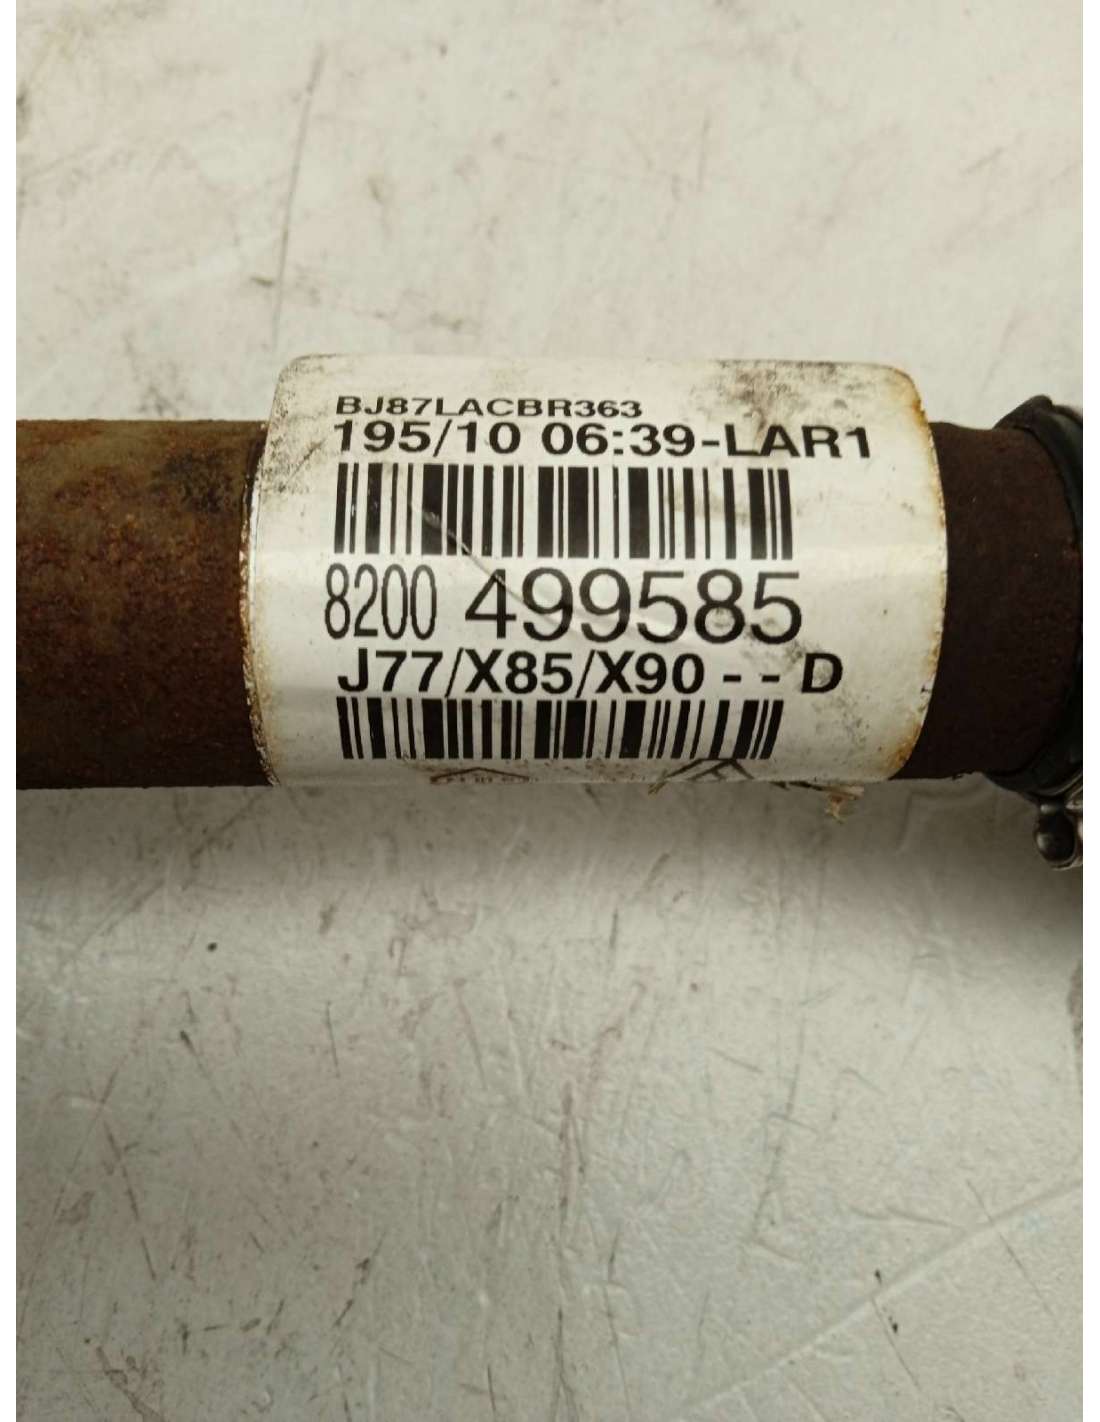 BJ87LACBR363
195/10 06:39-LAR1
8200 499585
J77/X85/X90 - - D